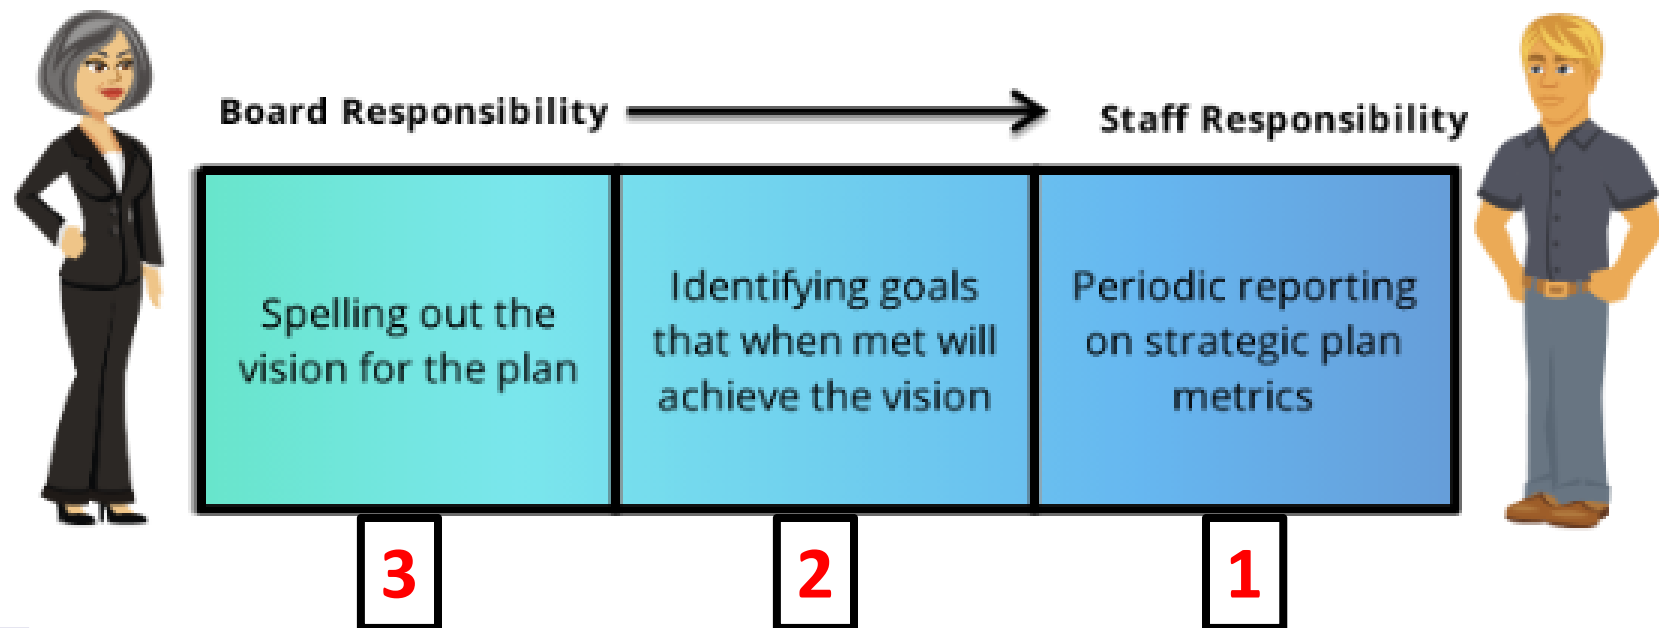 Board Responsibility
Staff Responsibility
Spelling out the
vision for the plan
Identifying goals
that when met will
achieve the vision
Periodic reporting
on strategic plan
metrics
3
2
1